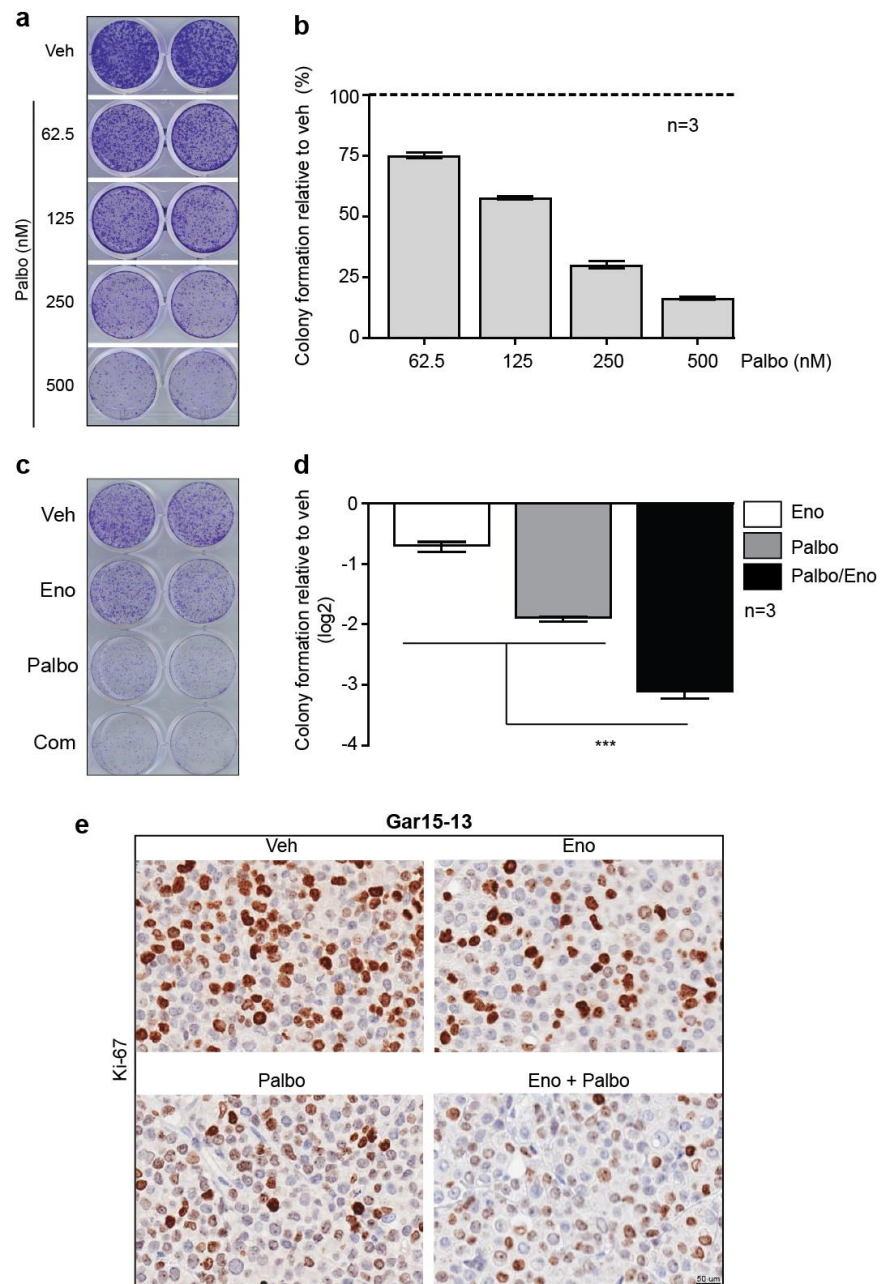 a
Veh
62.5
125
250
500
Palbo (nM)
b
Colony formation relative to veh (%)
100
75
50
25
0
n=3
62.5 125 250 500 Palbo (nM)
c
Veh
Eno
Palbo
Com
d
Colony formation relative to veh
(log2)
0
-1
-2
-3
-4
***
Eno
Palbo
Palbo/Eno
n=3
e
Gar15-13
Veh Eno
Ki-67
Palbo Eno + Palbo
50 um